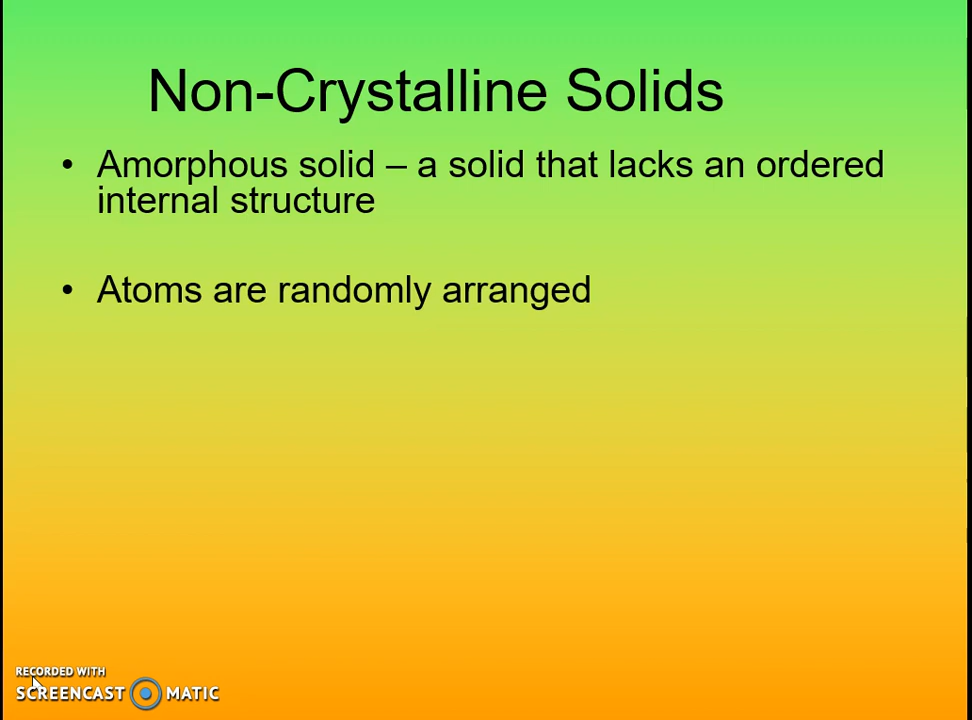 Non-Crystalline Solids
• Amorphous solid – a solid that lacks an ordered
internal structure
• Atoms are randomly arranged
RECORDED WITH
SCREENCAST MATIC